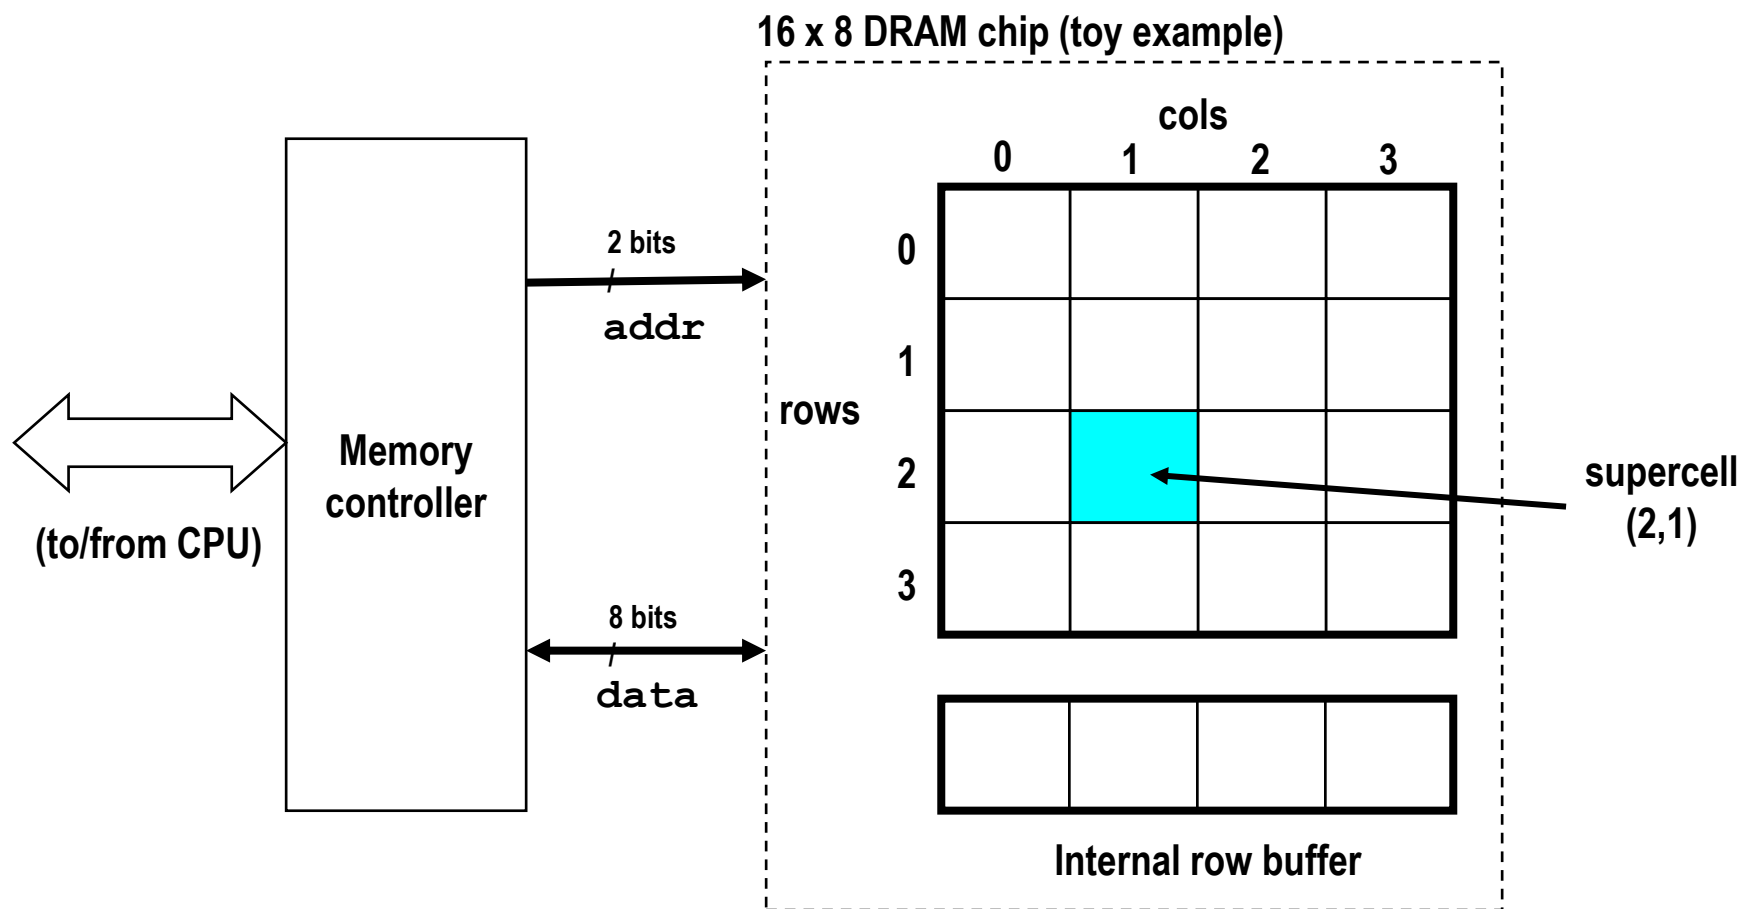 16 x 8 DRAM chip (toy example)
cols
0 1 2 3
0
2 bits
addr
1
rows
Memory
controller
2
supercell
(2,1)
(to/from CPU)
3
8 bits
data
Internal row buffer